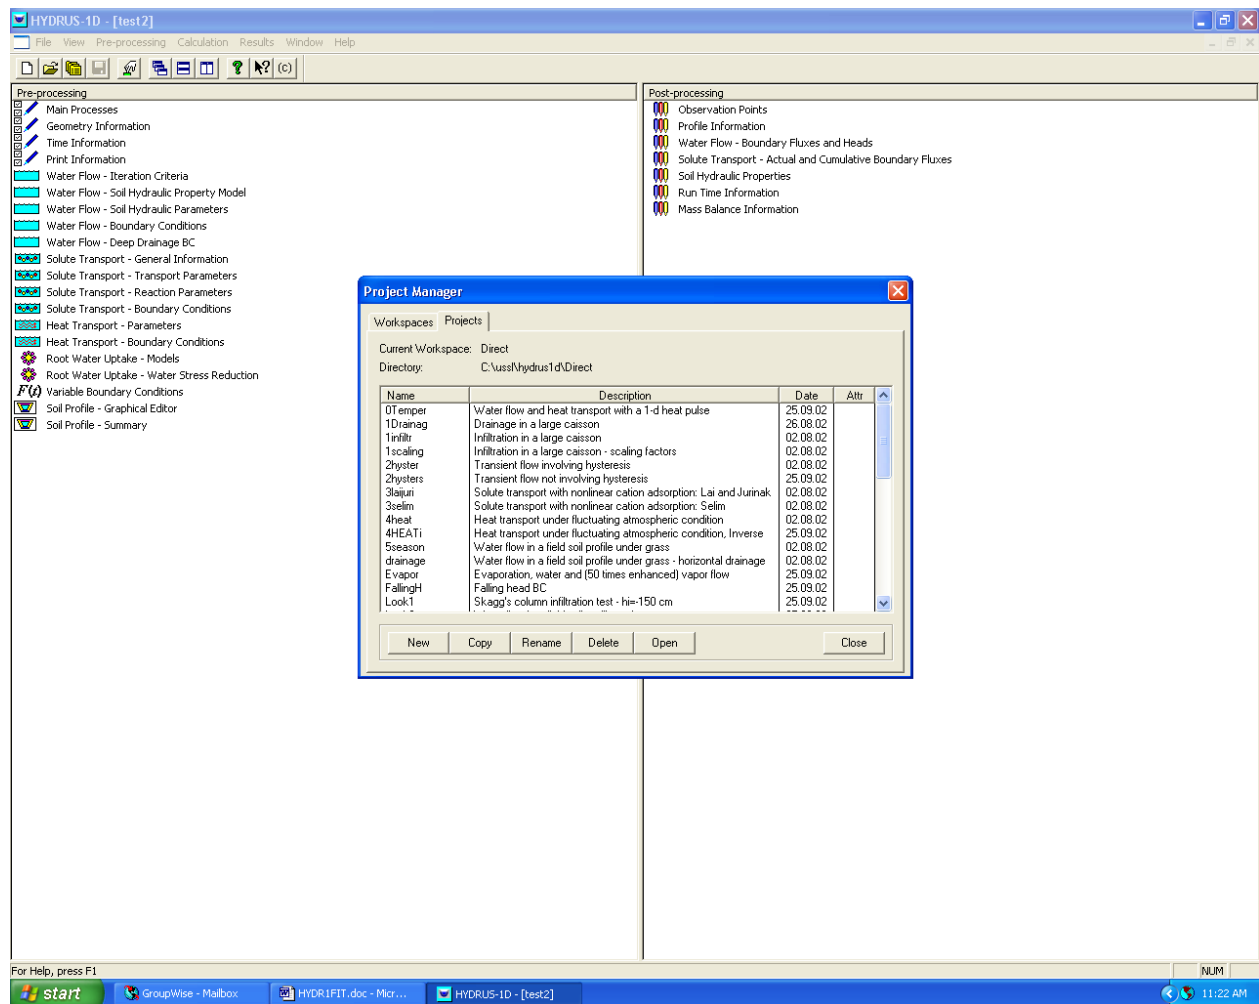 HYDRUS-1D - [test2]
File View Pre-processing Calculation Results Window Help
(c)
Pre-processing
Main Processes
Geometry Information
Time Information
Print Information
Water Flow - Iteration Criteria
Water Flow - Soil Hydraulic Property Model
Water Flow - Soil Hydraulic Parameters
Water Flow - Boundary Conditions
Water Flow - Deep Drainage BC
Solute Transport - General Information
Solute Transport - Transport Parameters
Solute Transport - Reaction Parameters
Solute Transport - Boundary Conditions
Heat Transport - Parameters
Heat Transport - Boundary Conditions
Root Water Uptake - Models
Root Water Uptake - Water Stress Reduction
F(t) Variable Boundary Conditions
Soil Profile - Graphical Editor
Soil Profile - Summary
Post-processing
Observation Points
Profile Information
Water Flow - Boundary Fluxes and Heads
Solute Transport - Actual and Cumulative Boundary Fluxes
Soil Hydraulic Properties
Run Time Information
Mass Balance Information
Project Manager
Workspaces Projects
Current Workspace: Direct
Directory: C:\ussl\hydrus1d\Direct
Name Description Date Attr
0Temper Water flow and heat transport with a 1-d heat pulse 25.09.02
1Drainag Drainage in a large caisson 26.08.02
1infiltr Infiltration in a large caisson 02.08.02
1scaling Infiltration in a large caisson - scaling factors 02.08.02
2hyster Transient flow involving hysteresis 02.08.02
2hysters Transient flow not involving hysteresis 25.09.02
3laijuri Solute transport with nonlinear cation adsorption: Lai and Jurinak 02.08.02
3selim Solute transport with nonlinear cation adsorption: Selim 02.08.02
4heat Heat transport under fluctuating atmospheric condition 02.08.02
4HEATi Heat transport under fluctuating atmospheric condition, Inverse 25.09.02
5season Water flow in a field soil profile under grass 02.08.02
drainage Water flow in a field soil profile under grass - horizontal drainage 02.08.02
Evapor Evaporation, water and (50 times enhanced) vapor flow 25.09.02
FallingH Falling head BC 25.09.02
Look1 Skagg's column infiltration test - hi=-150 cm 25.09.02
New Copy Rename Delete Open Close
For Help, press F1 NUM
start GroupWise - Mailbox HYDR1FIT.doc - Micr... HYDRUS-1D - [test2] 11:22 AM